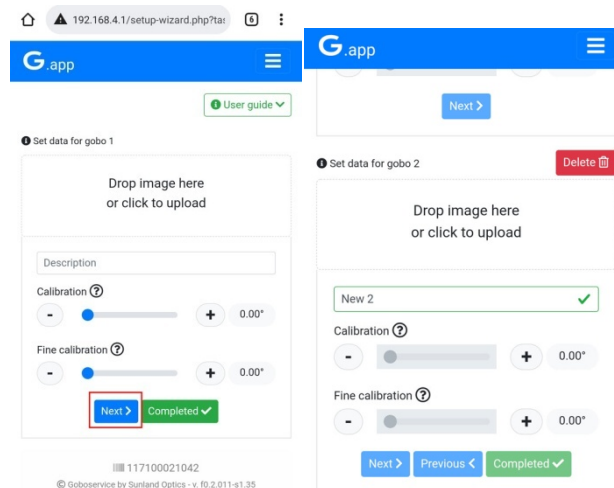 192.168.4.1/setup-wizard.php?tas
6
G.app
User guide
Set data for gobo 1
Drop image here
or click to upload
Description
Calibration ?
- + 0.00°
Fine calibration ?
- + 0.00°
Next > Completed
117100021042
© Goboservice by Sunland Optics - v. f0.2.011-s1.35
G.app
Next >
Set data for gobo 2
Delete
Drop image here
or click to upload
New 2
Calibration ?
- + 0.00°
Fine calibration ?
- + 0.00°
Next > Previous < Completed